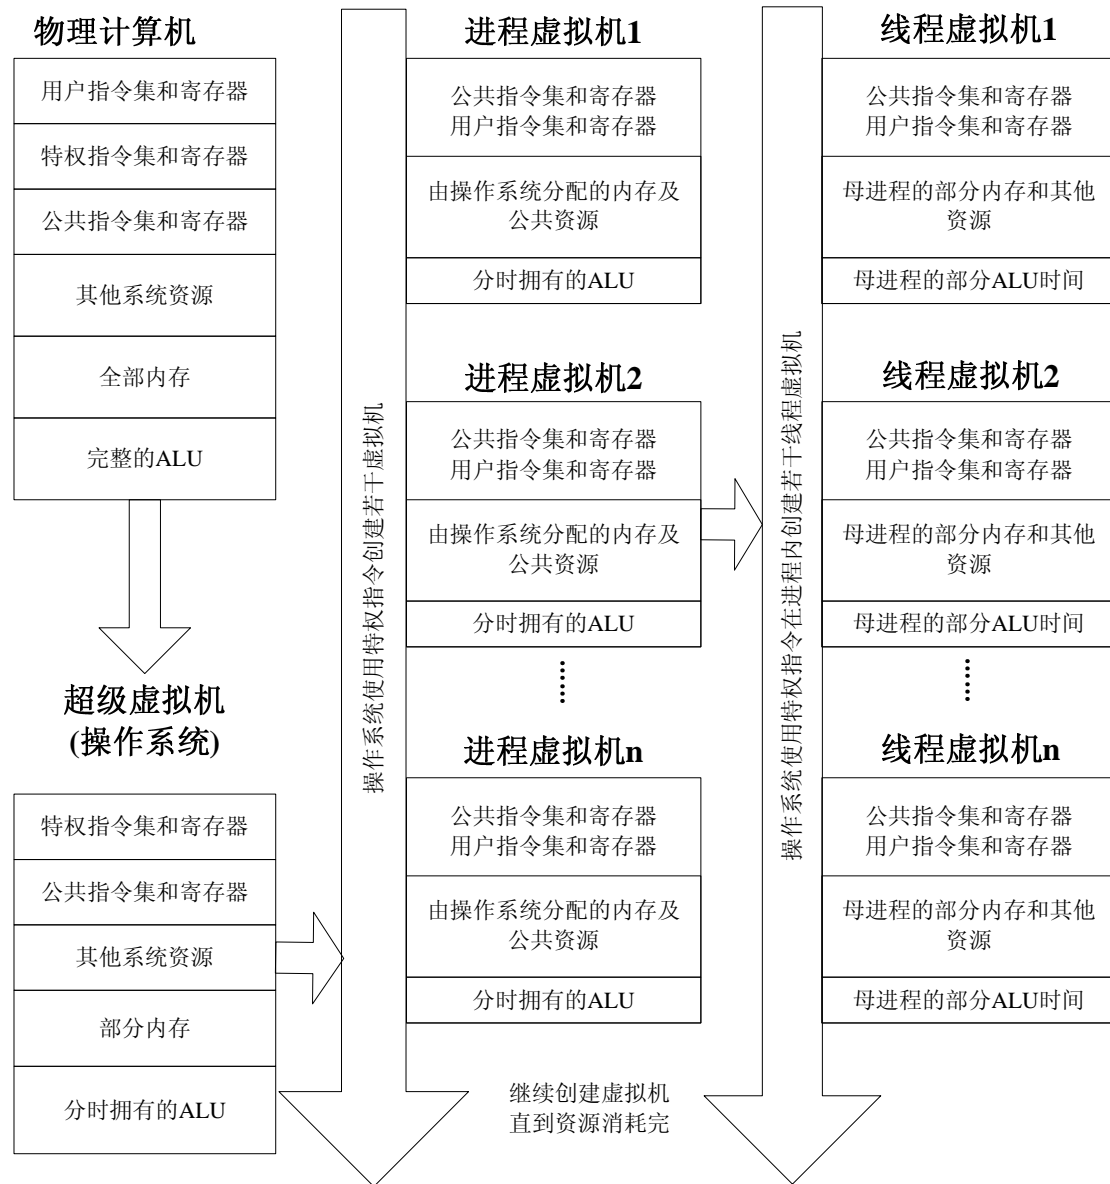 物理计算机
用户指令集和寄存器
特权指令集和寄存器
公共指令集和寄存器
其他系统资源
全部内存
完整的ALU
超级虚拟机
(操作系统)
特权指令集和寄存器
公共指令集和寄存器
其他系统资源
部分内存
分时拥有的ALU
操作系统使用特权指令创建若干虚拟机
进程虚拟机1
公共指令集和寄存器
用户指令集和寄存器
由操作系统分配的内存及
公共资源
分时拥有的ALU
进程虚拟机2
公共指令集和寄存器
用户指令集和寄存器
由操作系统分配的内存及
公共资源
分时拥有的ALU
......
进程虚拟机n
公共指令集和寄存器
用户指令集和寄存器
由操作系统分配的内存及
公共资源
分时拥有的ALU
继续创建虚拟机
直到资源消耗完
操作系统使用特权指令在进程内创建若干线程虚拟机
线程虚拟机1
公共指令集和寄存器
用户指令集和寄存器
母进程的部分内存和其他
资源
母进程的部分ALU时间
线程虚拟机2
公共指令集和寄存器
用户指令集和寄存器
母进程的部分内存和其他
资源
母进程的部分ALU时间
......
线程虚拟机n
公共指令集和寄存器
用户指令集和寄存器
母进程的部分内存和其他
资源
母进程的部分ALU时间